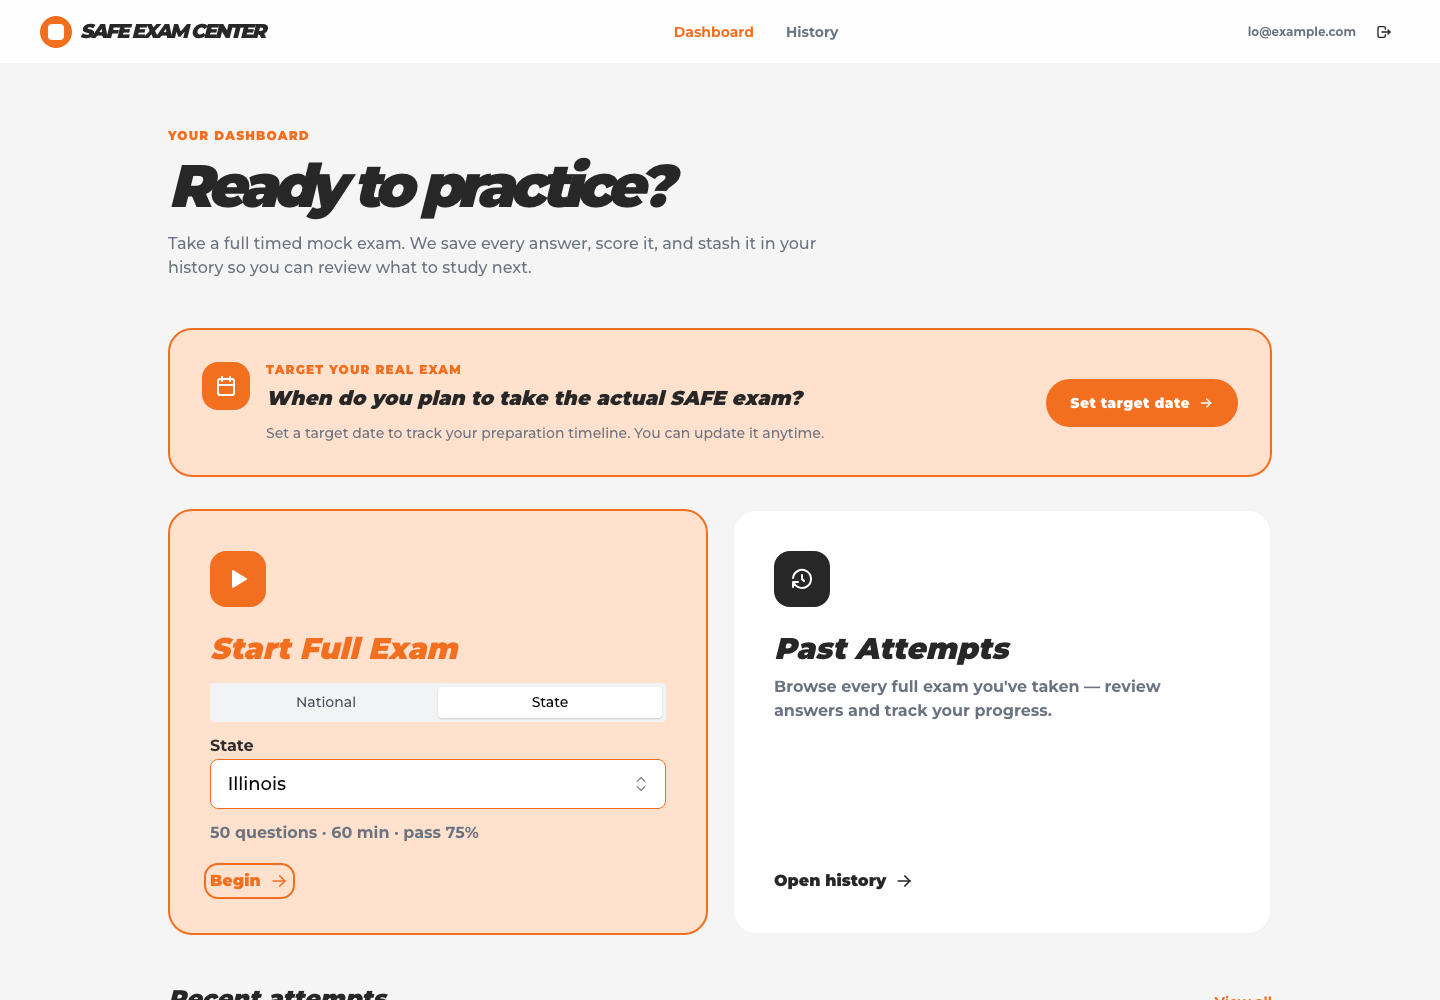 SAFE EXAM CENTER
Dashboard
History
lo@example.com
YOUR DASHBOARD
Ready to practice?
Take a full timed mock exam. We save every answer, score it, and stash it in your
history so you can review what to study next.
TARGET YOUR REAL EXAM
When do you plan to take the actual SAFE exam?
Set a target date to track your preparation timeline. You can update it anytime.
Set target date
Start Full Exam
National
State
State
Illinois
50 questions · 60 min · pass 75%
Begin
Past Attempts
Browse every full exam you've taken — review
answers and track your progress.
Open history
Recent attempts
View all